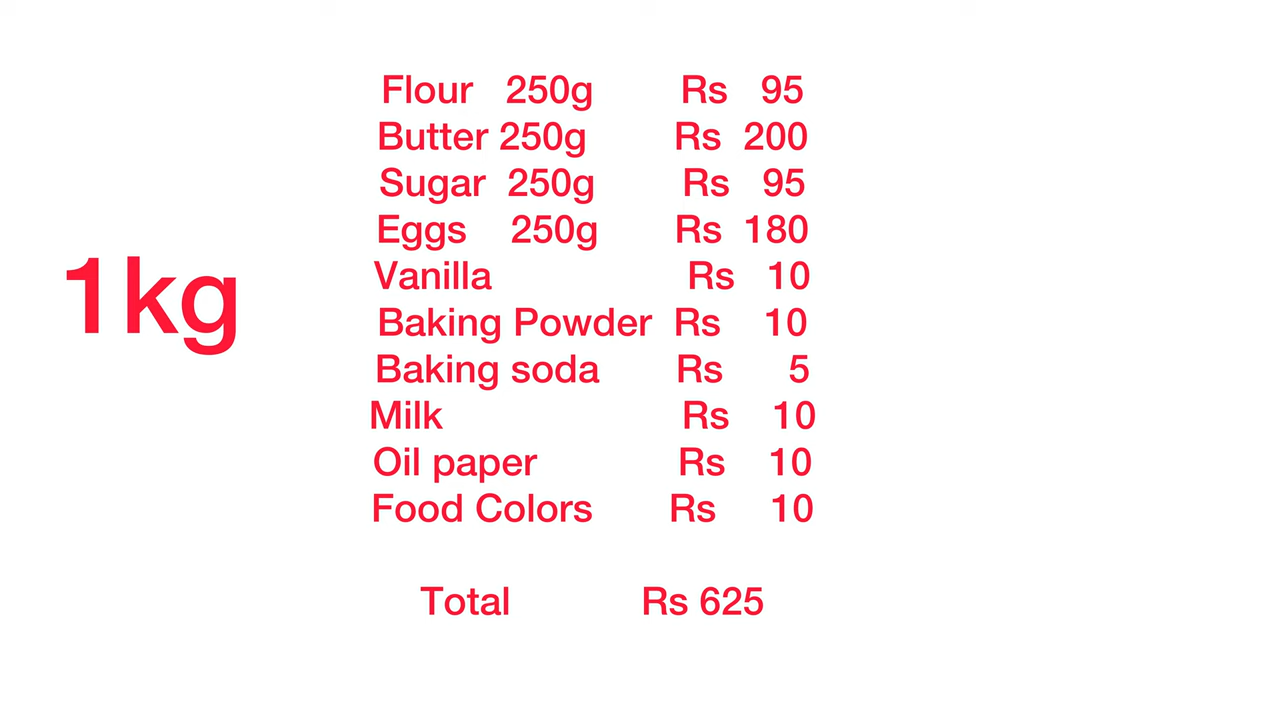 1kg
Flour 250g Rs 95
Butter 250g Rs 200
Sugar 250g Rs 95
Eggs 250g Rs 180
Vanilla Rs 10
Baking Powder Rs 10
Baking soda Rs 5
Milk Rs 10
Oil paper Rs 10
Food Colors Rs 10
Total Rs 625